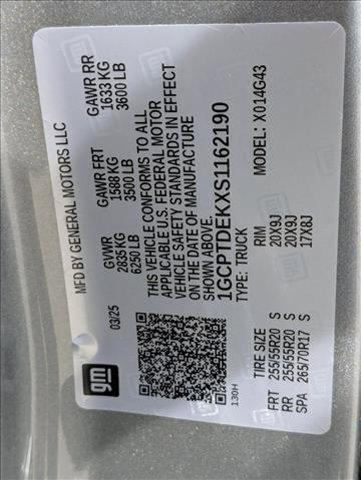 MFD BY GENERAL MOTORS LLC
03/25
GVWR
2835 KG
6250 LB
GAWR FRT
1588 KG
3500 LB
GAWR RR
1633 KG
3600 LB
THIS VEHICLE CONFORMS TO ALL
APPLICABLE U.S. FEDERAL MOTOR
VEHICLE SAFETY STANDARDS IN EFFECT
ON THE DATE OF MANUFACTURE
SHOWN ABOVE.
1GCPTDEKXS1162190
TYPE: TRUCK
MODEL: X014G43
gm
130H
TIRE SIZE RIM
FRT 255/55R20 S 20X9J
RR 255/55R20 S 20X9J
SPA 265/70R17 S 17X8J